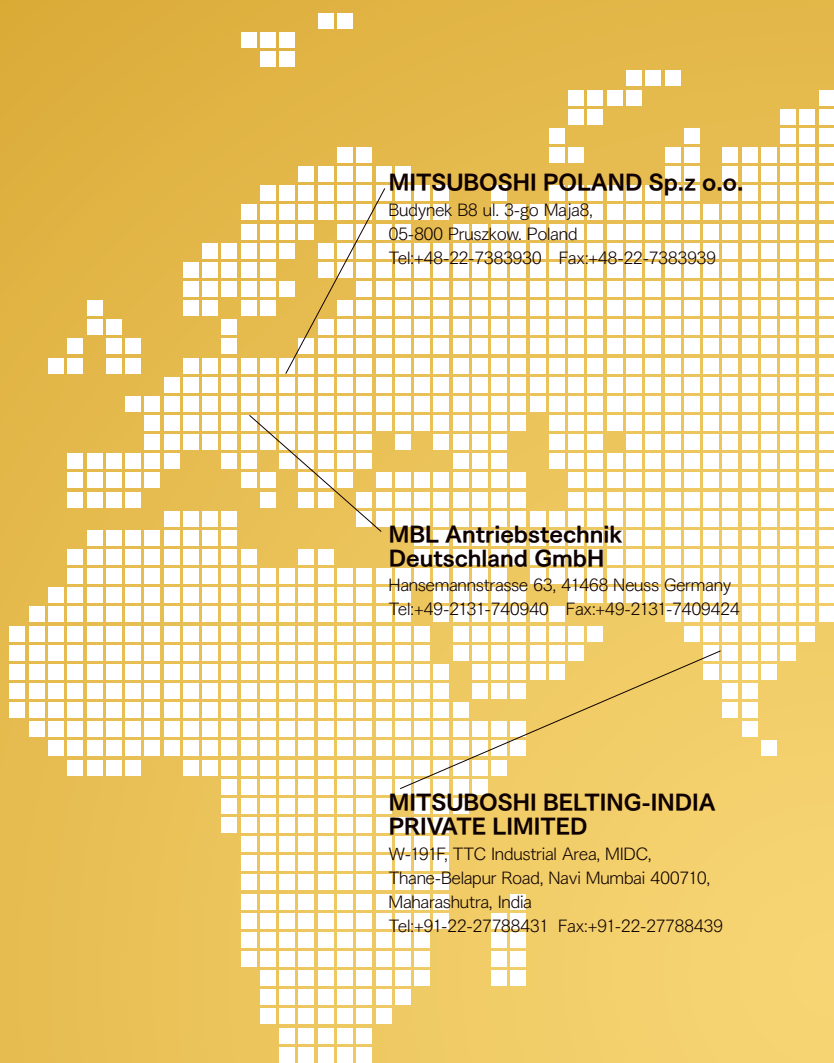 MITSUBOSHI POLAND Sp.z o.o.
Budynek B8 ul. 3-go Maja8,
05-800 Pruszkow. Poland
Tel:+48-22-7383930 Fax:+48-22-7383939
MBL Antriebstechnik
Deutschland GmbH
Hansemannstrasse 63, 41468 Neuss Germany
Tel:+49-2131-740940 Fax:+49-2131-7409424
MITSUBOSHI BELTING-INDIA
PRIVATE LIMITED
W-191F, TTC Industrial Area, MIDC,
Thane-Belapur Road, Navi Mumbai 400710,
Maharashutra, India
Tel:+91-22-27788431 Fax:+91-22-27788439